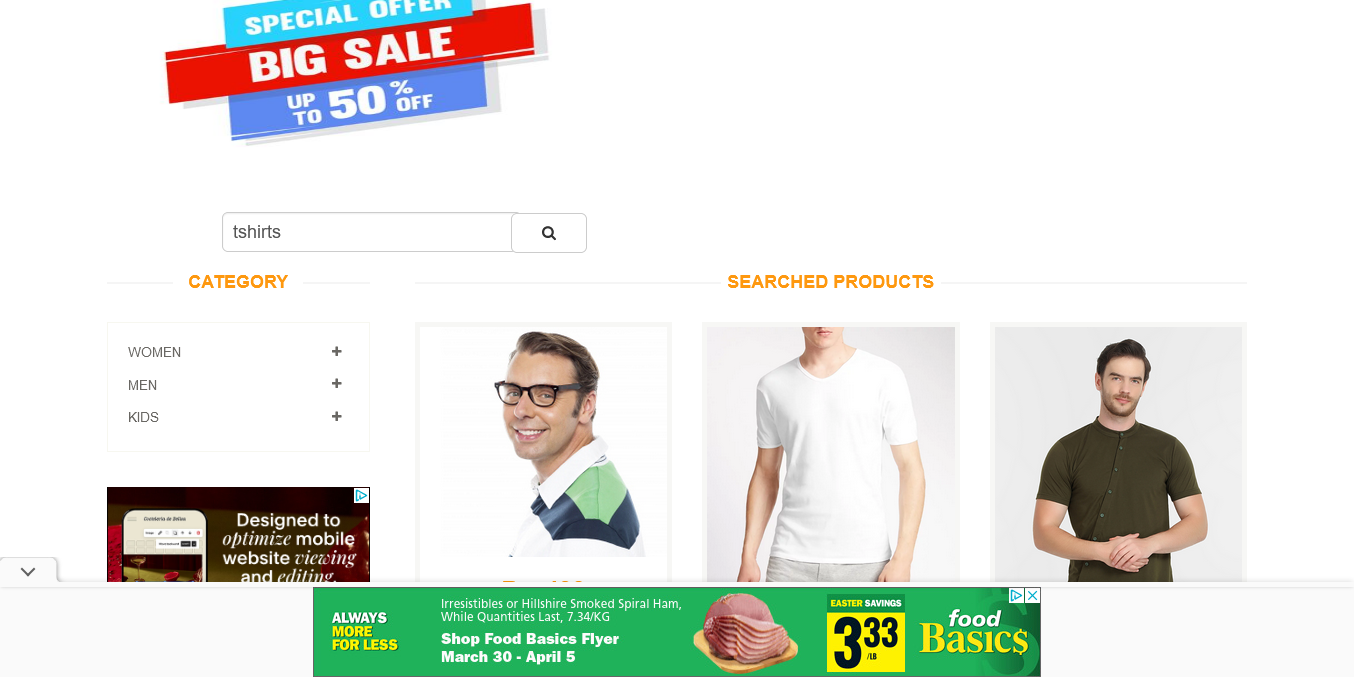 SPECIAL OFFER
BIG SALE
UP TO 50% OFF
tshirts
CATEGORY
SEARCHED PRODUCTS
WOMEN
MEN
KIDS
Designed to
optimize mobile
website viewing
and editing.
ALWAYS
MORE
FOR LESS
Irresistibles or Hillshire Smoked Spiral Ham,
While Quantities Last, 7.34/KG
Shop Food Basics Flyer
March 30 - April 5
EASTER SAVINGS
3.33
/LB
food
Basics